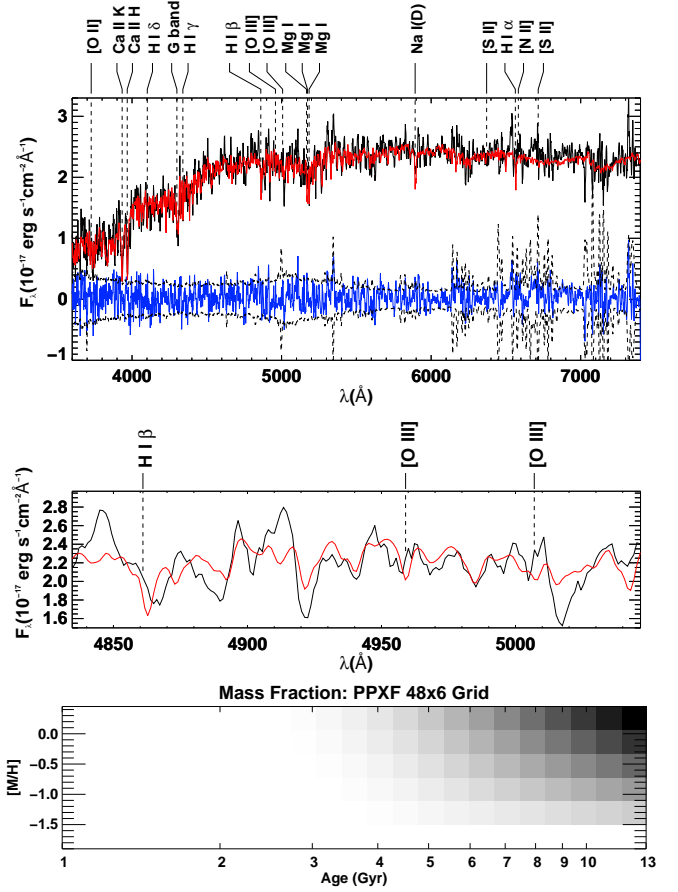 [O II]
Ca II K
Ca II H
H I δ
G band
H I γ
H I β
[O III]
[O III]
Mg I
Mg I
Mg I
Na I(D)
[S II]
H I α
[N II]
[S II]
3
2
1
0
−1
Fλ(10⁻¹⁷ erg s⁻¹cm⁻²Å⁻¹)
4000 5000 6000 7000
λ(Å)
H I β
[O III]
[O III]
2.8
2.6
2.4
2.2
2.0
1.8
1.6
Fλ(10⁻¹⁷ erg s⁻¹cm⁻²Å⁻¹)
4850 4900 4950 5000
λ(Å)
Mass Fraction: PPXF 48x6 Grid
0.0
−0.5
−1.0
−1.5
[M/H]
1 2 3 4 5 6 7 8 9 10 13
Age (Gyr)